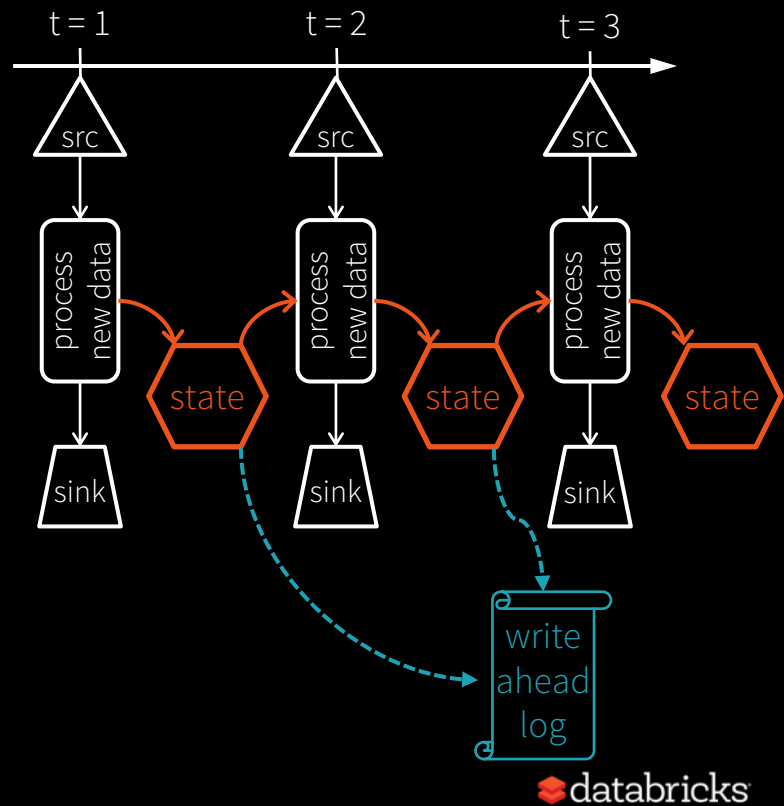 t = 1
t = 2
t = 3
src
src
src
process
new data
process
new data
process
new data
state
state
state
sink
sink
sink
write
ahead
log
databricks